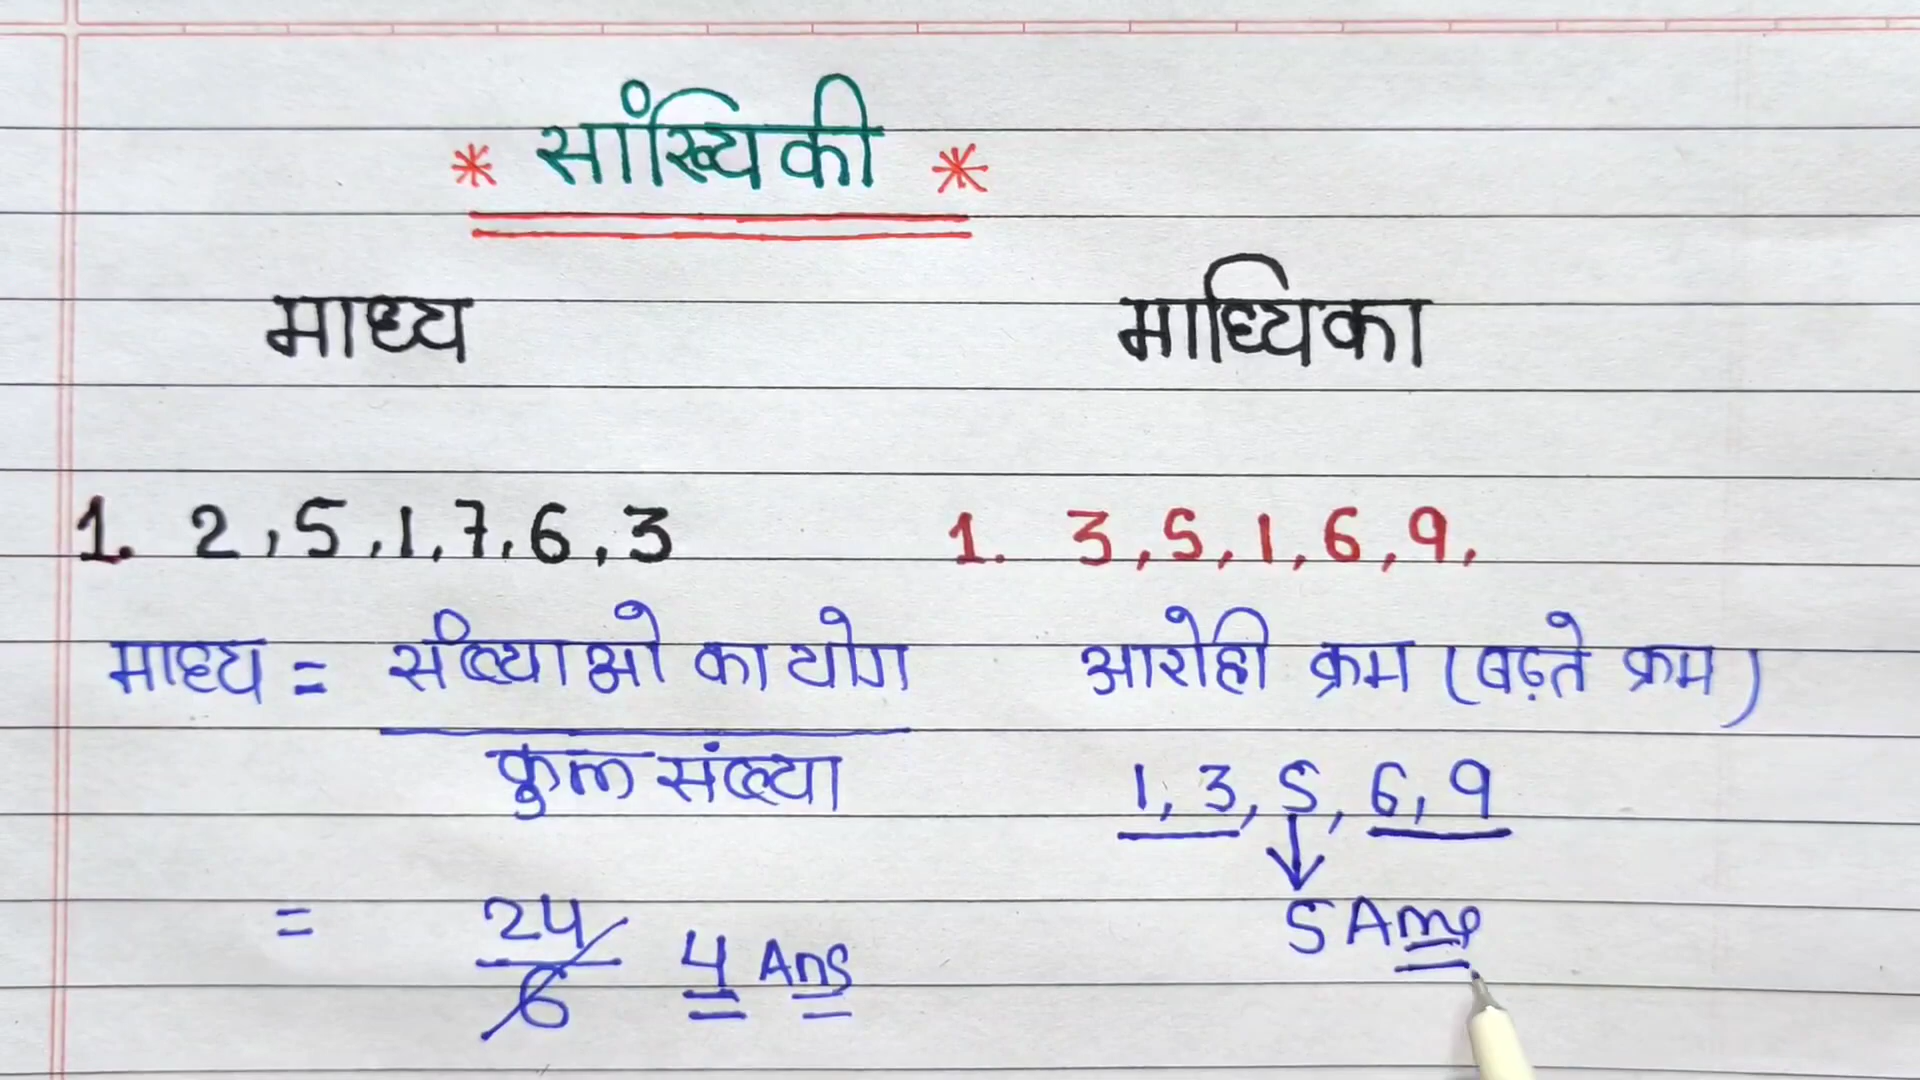 * सांख्यिकी *
माध्य
माध्यिका
1. 2, 5, 1, 7, 6, 3
माध्य = संख्याओ का योग
कुल संख्या
= 24
6
4 Ans
1. 3, 5, 1, 6, 9,
आरोही क्रम (बढ़ते क्रम)
1, 3, 5, 6, 9
5 Ans